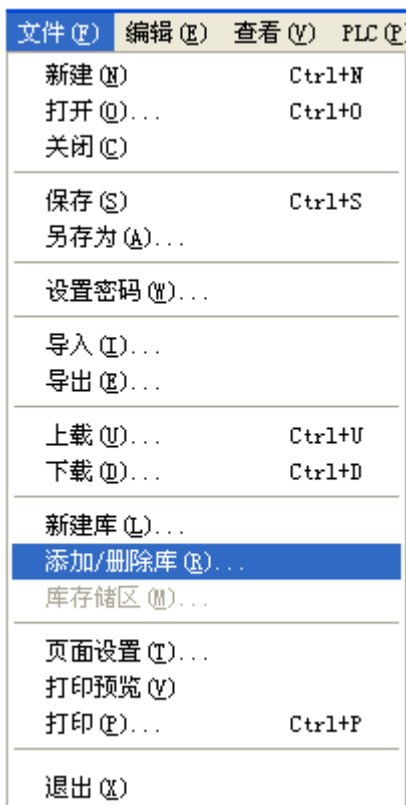 文件(F) 编辑(E) 查看(V) PLC(P)
新建(N) Ctrl+N
打开(O)... Ctrl+O
关闭(C)
保存(S) Ctrl+S
另存为(A)...
设置密码(W)...
导入(I)...
导出(E)...
上载(U)... Ctrl+U
下载(D)... Ctrl+D
新建库(L)...
添加/删除库(R)...
库存储区(M)...
页面设置(T)...
打印预览(V)
打印(P)... Ctrl+P
退出(X)